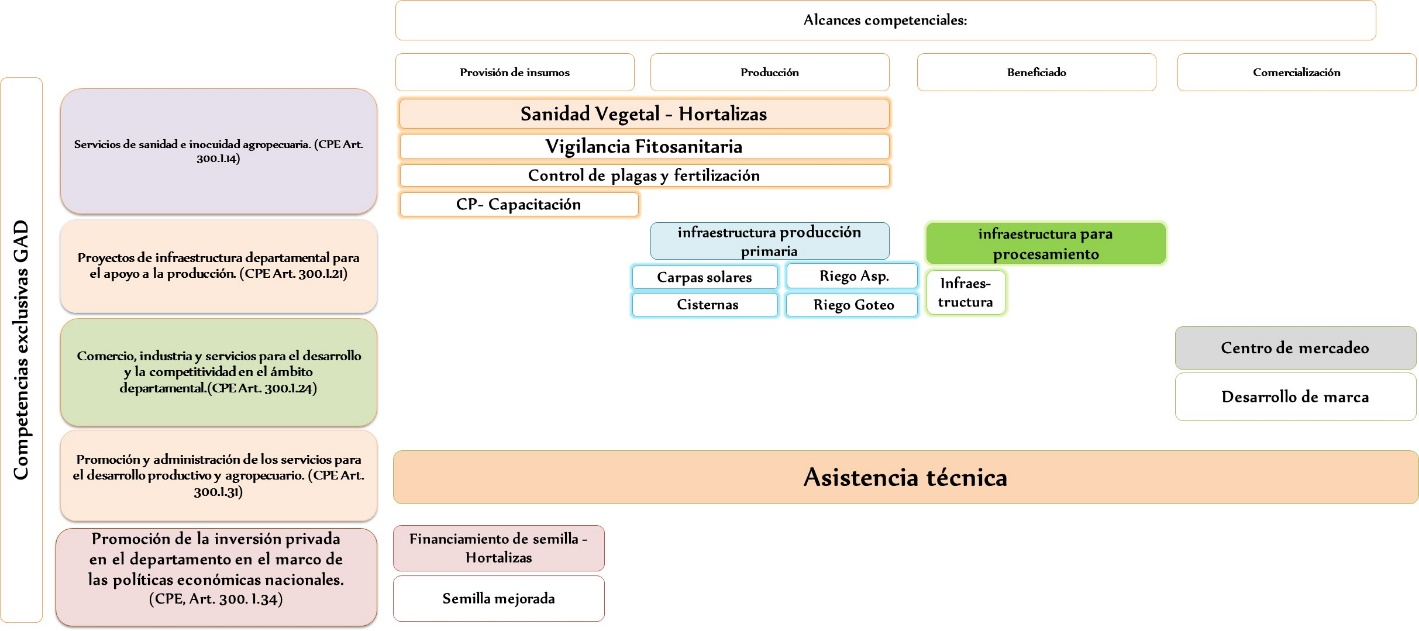 Alcances competenciales:
Provisión de insumos
Producción
Beneficiado
Comercialización
Competencias exclusivas GAD
Servicios de sanidad e inocuidad agropecuaria. (CPE Art.
300.I.14)
Sanidad Vegetal - Hortalizas
Vigilancia Fitosanitaria
Control de plagas y fertilización
CP- Capacitación
Proyectos de infraestructura departamental para
el apoyo a la producción. (CPE Art. 300.I.21)
infraestructura producción
primaria
Carpas solares
Riego Asp.
Cisternas
Riego Goteo
infraestructura para
procesamiento
Infraes-
tructura
Comercio, industria y servicios para el desarrollo
y la competitividad en el ámbito
departamental.(CPE Art. 300.I.24)
Centro de mercadeo
Desarrollo de marca
Promoción y administración de los servicios para
el desarrollo productivo y agropecuario. (CPE Art.
300.I.31)
Asistencia técnica
Promoción de la inversión privada
en el departamento en el marco de
las políticas económicas nacionales.
(CPE, Art. 300. I.34)
Financiamiento de semilla -
Hortalizas
Semilla mejorada